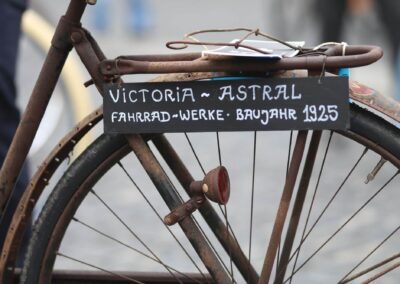 VICTORIA ~ ASTRAL
FAHRRAD-WERKE · BAUJAHR 1925